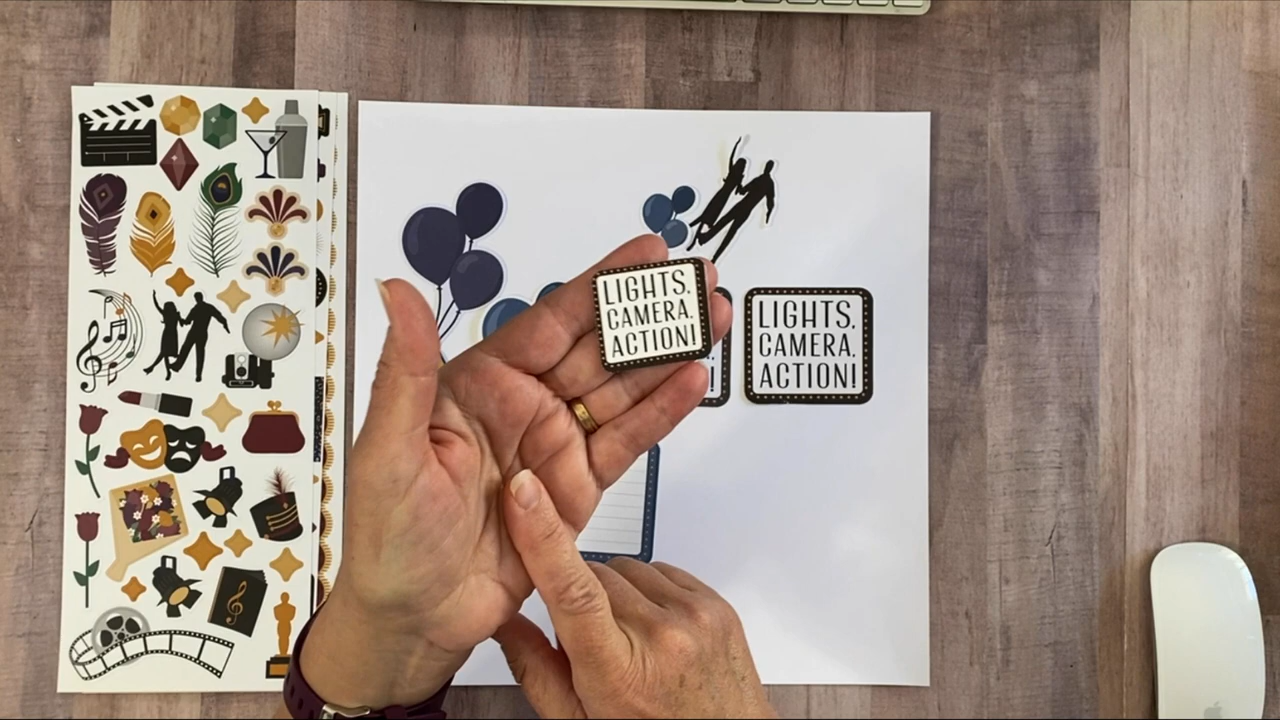 LIGHTS,
CAMERA,
ACTION!
LIGHTS,
CAMERA,
ACTION!